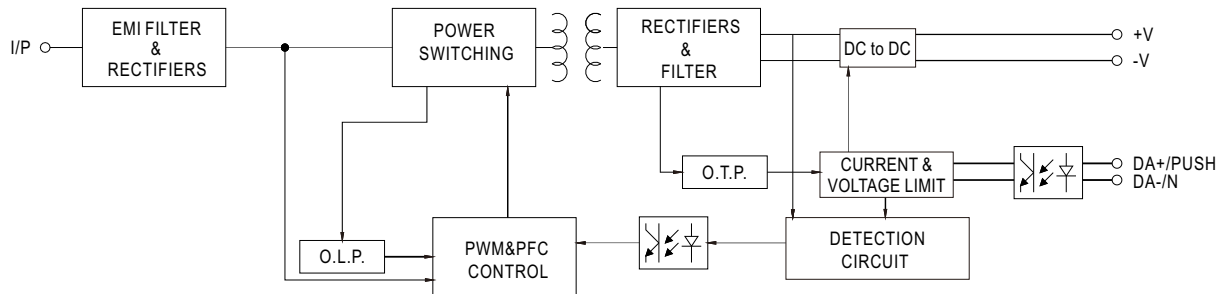 I/P
EMI FILTER
&
RECTIFIERS
POWER
SWITCHING
RECTIFIERS
&
FILTER
DC to DC
+V
-V
O.T.P.
CURRENT &
VOLTAGE LIMIT
DA+/PUSH
DA-/N
O.L.P.
PWM&PFC
CONTROL
DETECTION
CIRCUIT